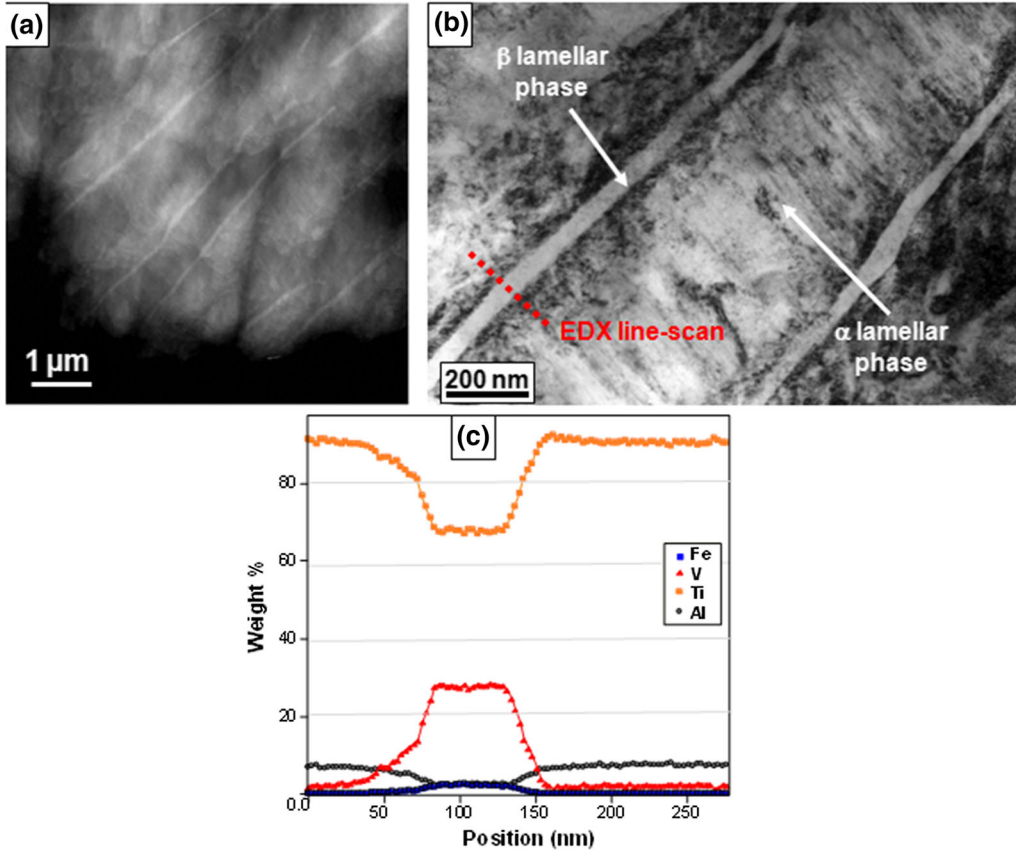 (a)
1 µm
(b)
β lamellar
phase
EDX line-scan
α lamellar
phase
200 nm
(c)
Weight %
80
60
40
20
0.0
50
100
150
200
250
Position (nm)
Fe
V
Ti
Al